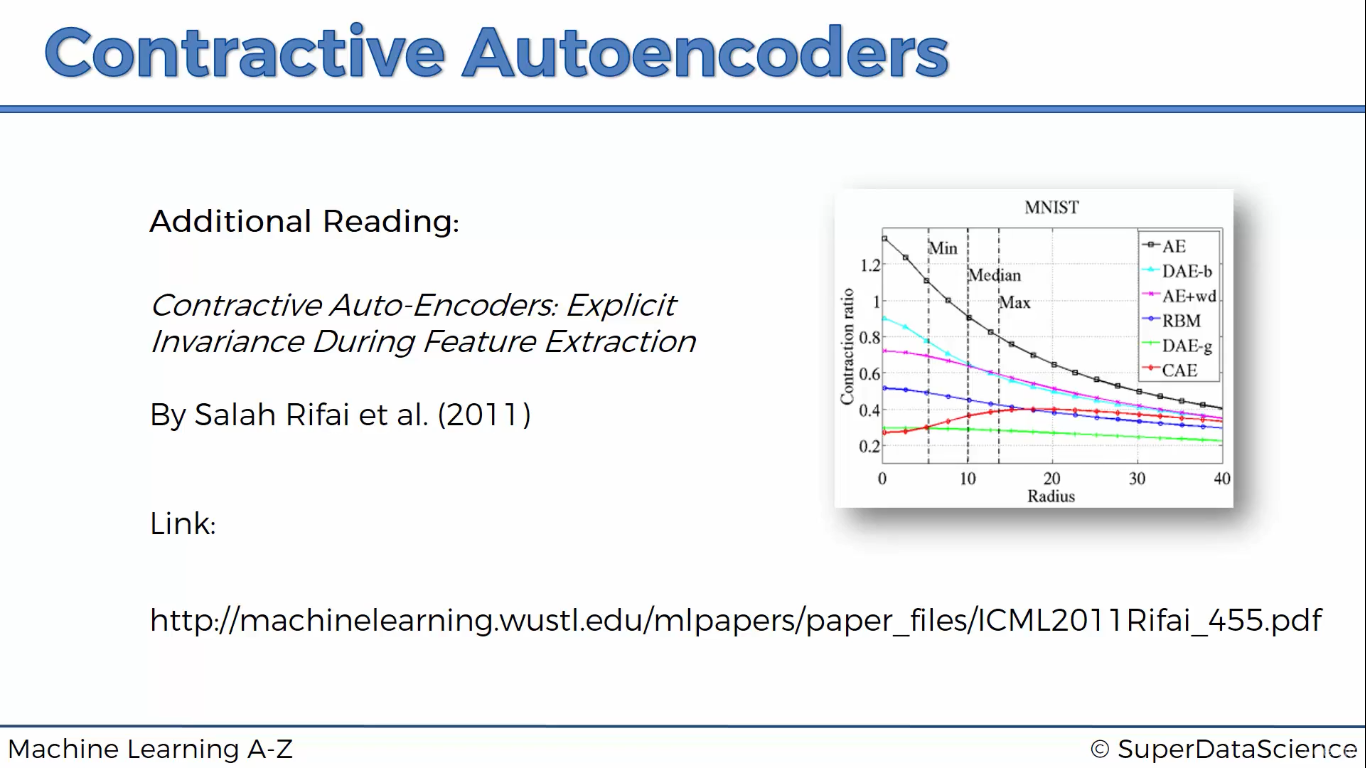 Contractive Autoencoders
Additional Reading:
Contractive Auto-Encoders: Explicit
Invariance During Feature Extraction
By Salah Rifai et al. (2011)
Link:
http://machinelearning.wustl.edu/mlpapers/paper_files/ICML2011Rifai_455.pdf
MNIST
Contraction ratio
1.2
1
0.8
0.6
0.4
0.2
Min
Median
Max
AE
DAE-b
AE+wd
RBM
DAE-g
CAE
0 10 20 30 40
Radius
Machine Learning A-Z
© SuperDataScience